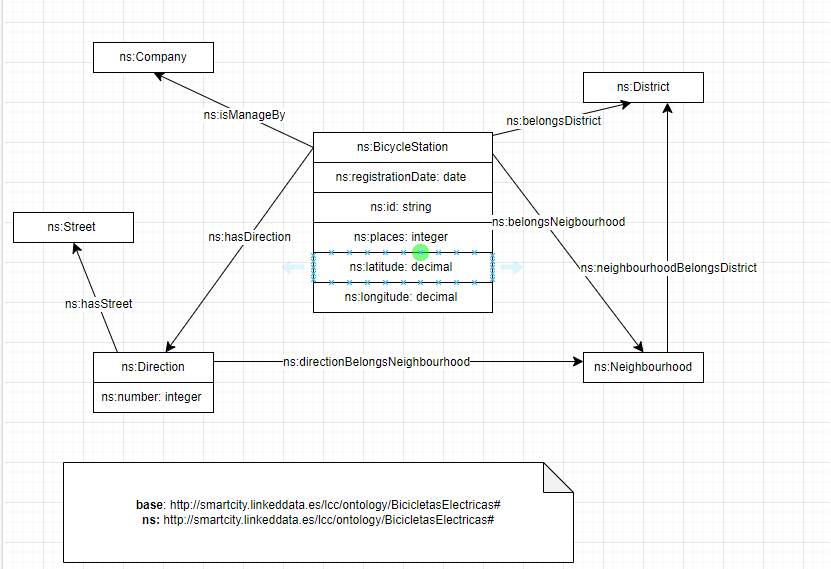 ns:Company
ns:District
ns:isManageBy
ns:belongsDistrict
ns:BicycleStation
ns:registrationDate: date
ns:id: string
ns:Street
ns:belongsNeigbourhood
ns:hasDirection
ns:places: integer
ns:latitude: decimal
ns:neighbourhoodBelongsDistrict
ns:longitude: decimal
ns:hasStreet
ns:directionBelongsNeighbourhood
ns:Direction
ns:Neighbourhood
ns:number: integer
base: http://smartcity.linkeddata.es/lcc/ontology/BicicletasElectricas#
ns: http://smartcity.linkeddata.es/lcc/ontology/BicicletasElectricas#